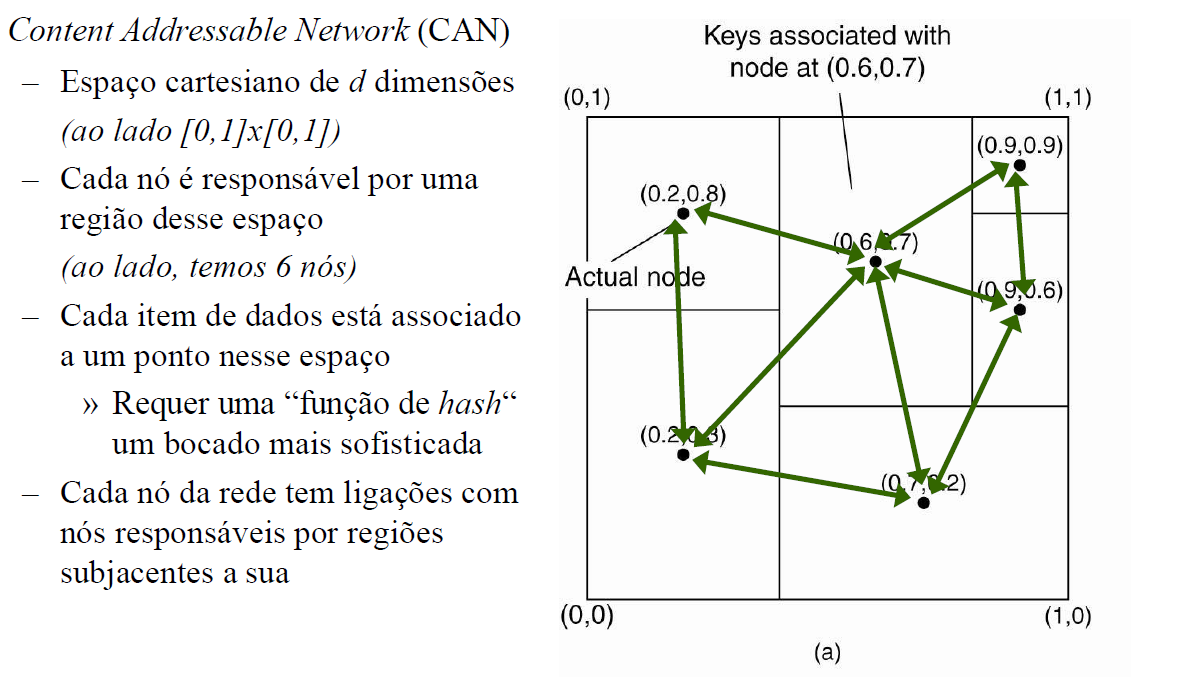 Content Addressable Network (CAN)
– Espaço cartesiano de d dimensões
(ao lado [0,1]x[0,1])
– Cada nó é responsável por uma
região desse espaço
(ao lado, temos 6 nós)
– Cada item de dados está associado
a um ponto nesse espaço
» Requer uma “função de hash“
um bocado mais sofisticada
– Cada nó da rede tem ligações com
nós responsáveis por regiões
subjacentes a sua
Keys associated with
node at (0.6,0.7)
(0,1)
(1,1)
(0.9,0.9)
(0.2,0.8)
(0.6,0.7)
Actual node
(0.9,0.6)
(0.2,0.3)
(0.7,0.2)
(0,0)
(1,0)
(a)